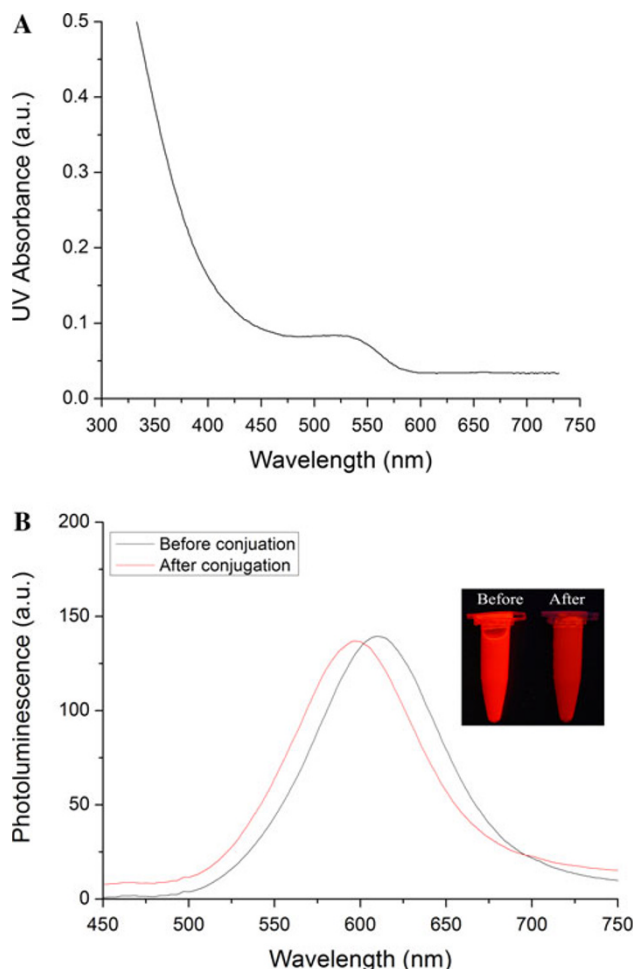 A
UV Absorbance (a.u.)
0.5
0.4
0.3
0.2
0.1
0.0
300 350 400 450 500 550 600 650 700 750
Wavelength (nm)
B
Photoluminescence (a.u.)
200
150
100
50
0
Before conjuation
After conjugation
Before After
450 500 550 600 650 700 750
Wavelength (nm)